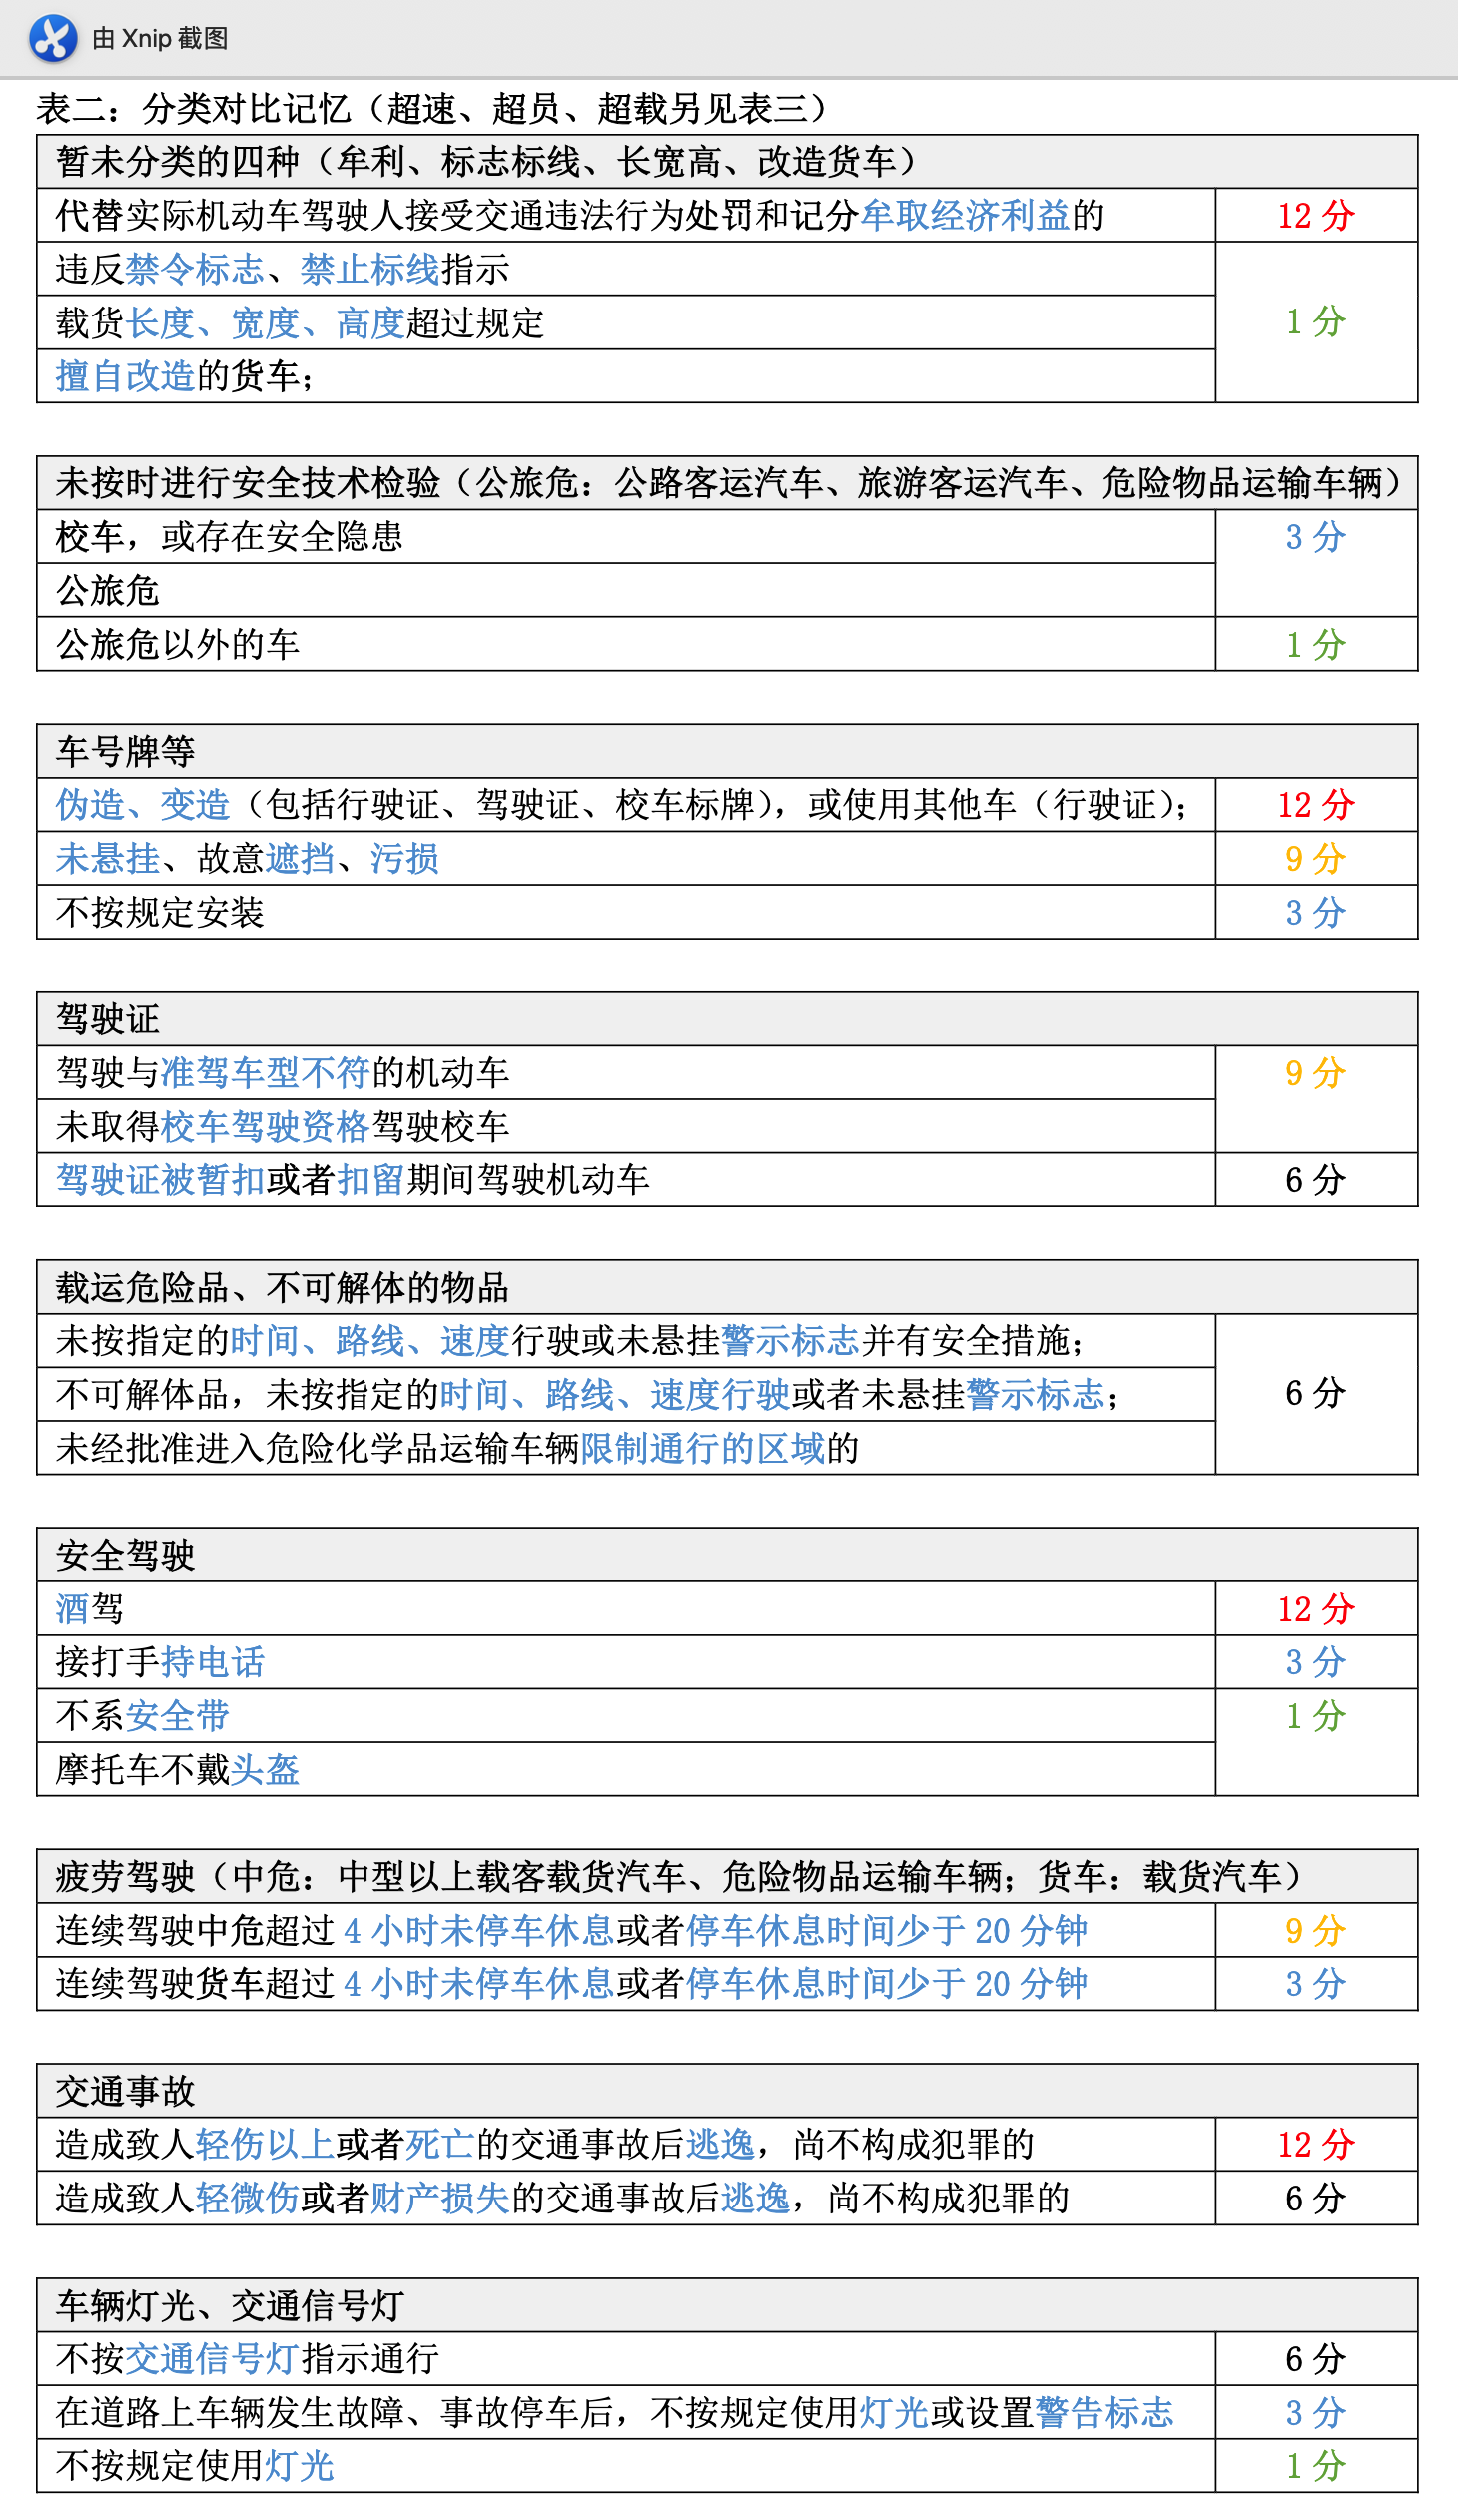 由 Xnip 截图
表二：分类对比记忆（超速、超员、超载另见表三）
暂未分类的四种（牟利、标志标线、长宽高、改造货车）
代替实际机动车驾驶人接受交通违法行为处罚和记分牟取经济利益的
12 分
违反禁令标志、禁止标线指示
载货长度、宽度、高度超过规定
1 分
擅自改造的货车；
未按时进行安全技术检验（公旅危：公路客运汽车、旅游客运汽车、危险物品运输车辆）
校车，或存在安全隐患
3 分
公旅危
公旅危以外的车
1 分
车号牌等
伪造、变造（包括行驶证、驾驶证、校车标牌），或使用其他车（行驶证）；
12 分
未悬挂、故意遮挡、污损
9 分
不按规定安装
3 分
驾驶证
驾驶与准驾车型不符的机动车
9 分
未取得校车驾驶资格驾驶校车
驾驶证被暂扣或者扣留期间驾驶机动车
6 分
载运危险品、不可解体的物品
未按指定的时间、路线、速度行驶或未悬挂警示标志并有安全措施；
不可解体品，未按指定的时间、路线、速度行驶或者未悬挂警示标志；
6 分
未经批准进入危险化学品运输车辆限制通行的区域的
安全驾驶
酒驾
12 分
接打手持电话
3 分
不系安全带
1 分
摩托车不戴头盔
疲劳驾驶（中危：中型以上载客载货汽车、危险物品运输车辆；货车：载货汽车）
连续驾驶中危超过 4 小时未停车休息或者停车休息时间少于 20 分钟
9 分
连续驾驶货车超过 4 小时未停车休息或者停车休息时间少于 20 分钟
3 分
交通事故
造成致人轻伤以上或者死亡的交通事故后逃逸，尚不构成犯罪的
12 分
造成致人轻微伤或者财产损失的交通事故后逃逸，尚不构成犯罪的
6 分
车辆灯光、交通信号灯
不按交通信号灯指示通行
6 分
在道路上车辆发生故障、事故停车后，不按规定使用灯光或设置警告标志
3 分
不按规定使用灯光
1 分